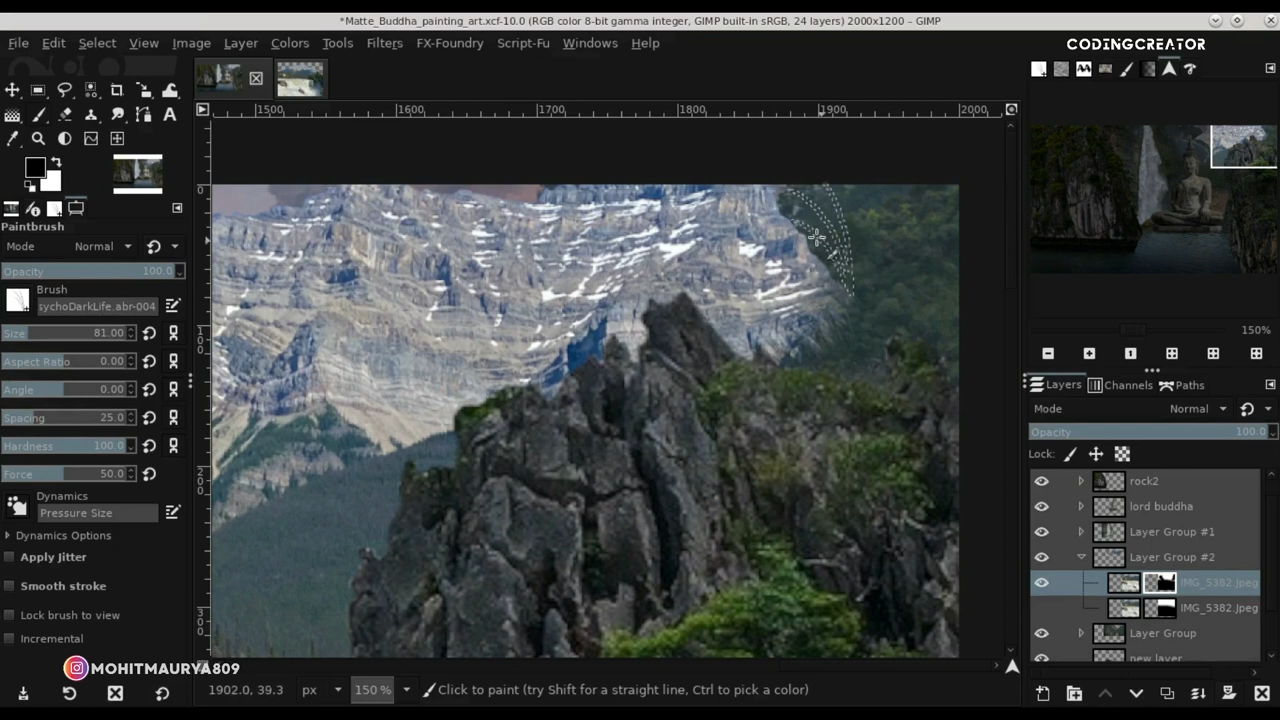 *Matte_Buddha_painting_art.xcf-10.0 (RGB color 8-bit gamma integer, GIMP built-in sRGB, 24 layers) 2000x1200 – GIMP
File Edit Select View Image Layer Colors Tools Filters FX-Foundry Script-Fu Windows Help
CODINGCREATOR
1500 1600 1700 1800 1900 2000
0
100
200
300
Paintbrush
Mode Normal
Opacity 100.0
Brush
sychoDarkLife.abr-004
Size 81.00
Aspect Ratio 0.00
Angle 0.00
Spacing 25.0
Hardness 100.0
Force 50.0
Dynamics
Pressure Size
Dynamics Options
Apply Jitter
Smooth stroke
Lock brush to view
Incremental
MOHITMAURYA809
1902.0, 39.3 px 150 % Click to paint (try Shift for a straight line, Ctrl to pick a color)
150%
Layers Channels Paths
Mode Normal
Opacity 100.0
Lock:
rock2
lord buddha
Layer Group #1
Layer Group #2
IMG_5382.jpeg
IMG_5382.jpeg
Layer Group
new layer